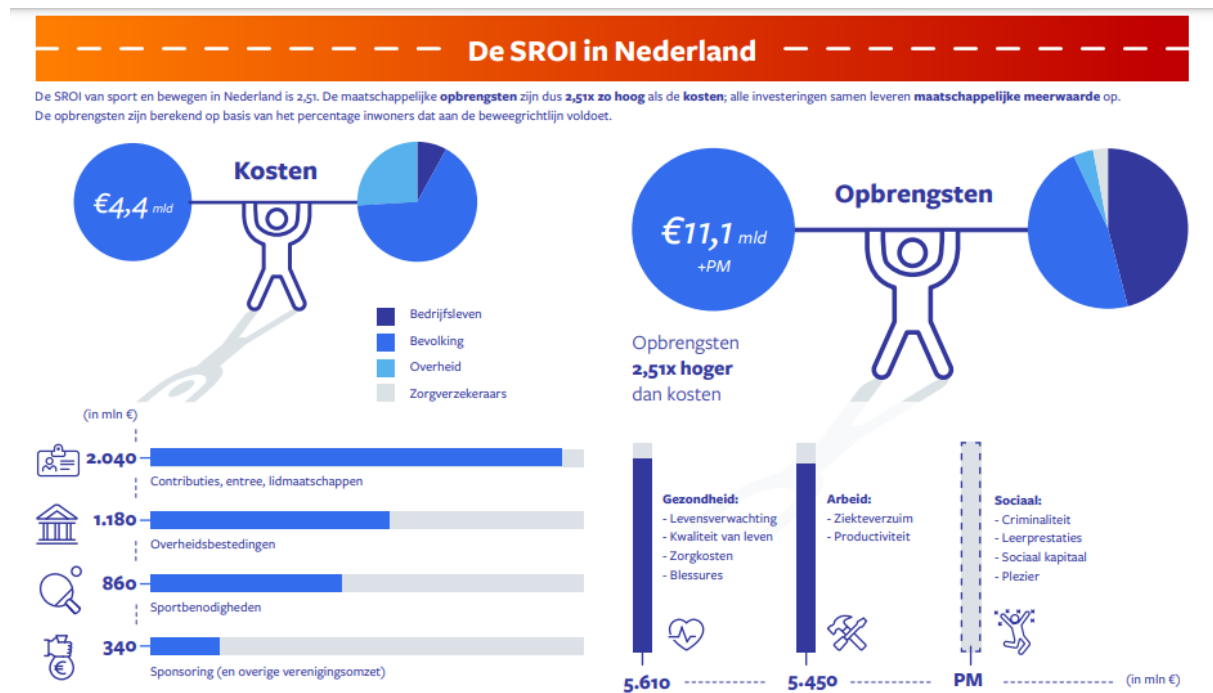 De SROI in Nederland
De SROI van sport en bewegen in Nederland is 2,51. De maatschappelijke opbrengsten zijn dus 2,51x zo hoog als de kosten; alle investeringen samen leveren maatschappelijke meerwaarde op.
De opbrengsten zijn berekend op basis van het percentage inwoners dat aan de beweegrichtlijn voldoet.
Kosten
€4,4 mld
Bedrijfsleven
Bevolking
Overheid
Zorgverzekeraars
(in mln €)
2.040
Contributies, entree, lidmaatschappen
1.180
Overheidsbestedingen
860
Sportbenodigheden
340
Sponsoring (en overige verenigingsomzet)
Opbrengsten
€11,1 mld
+PM
Opbrengsten
2,51x hoger
dan kosten
Gezondheid:
- Levensverwachting
- Kwaliteit van leven
- Zorgkosten
- Blessures
5.610
Arbeid:
- Ziekteverzuim
- Productiviteit
5.450
Sociaal:
- Criminaliteit
- Leerprestaties
- Sociaal kapitaal
- Plezier
PM
(in mln €)